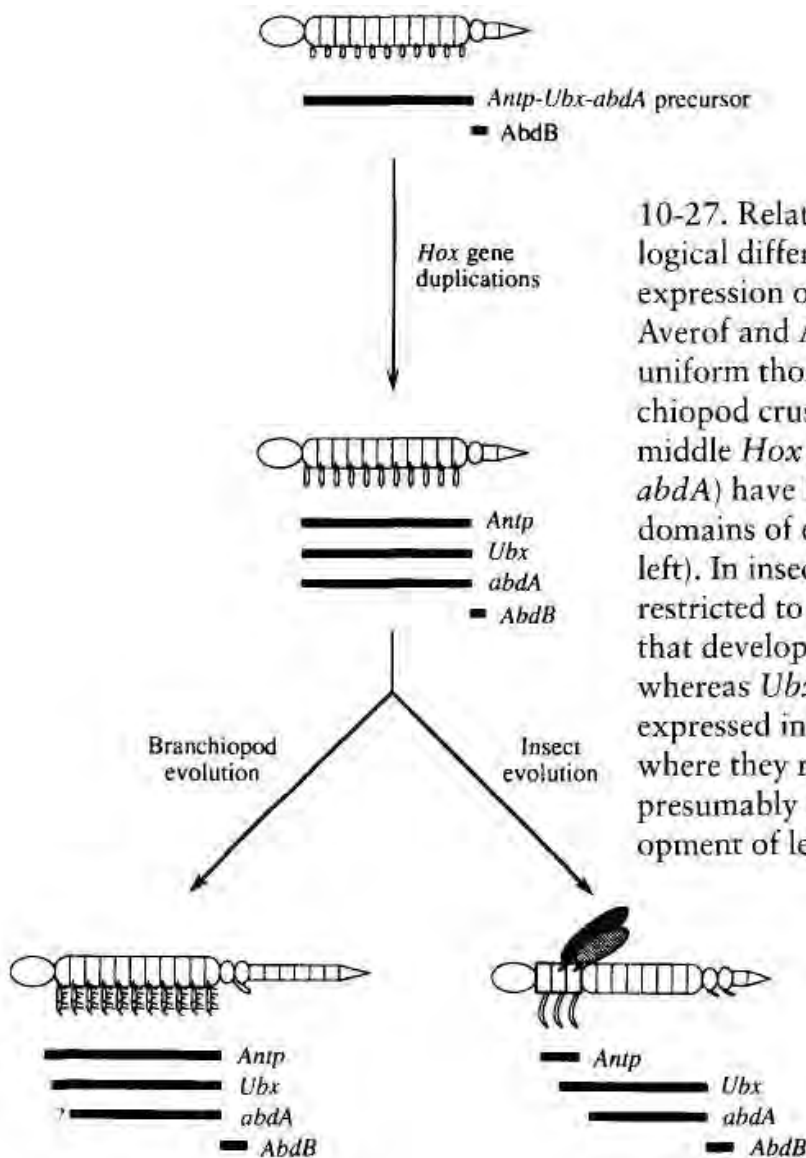 Antp-Ubx-abdA precursor
AbdB
Hox gene
duplications
Antp
Ubx
abdA
AbdB
Branchiopod
evolution
Insect
evolution
Antp
Ubx
? abdA
AbdB
Antp
Ubx
abdA
AbdB
10-27. Relat
logical differ
expression o
Averof and A
uniform tho
chiopod crus
middle Hox
abdA) have
domains of e
left). In insec
restricted to
that develop
whereas Ubx
expressed in
where they r
presumably
opment of le